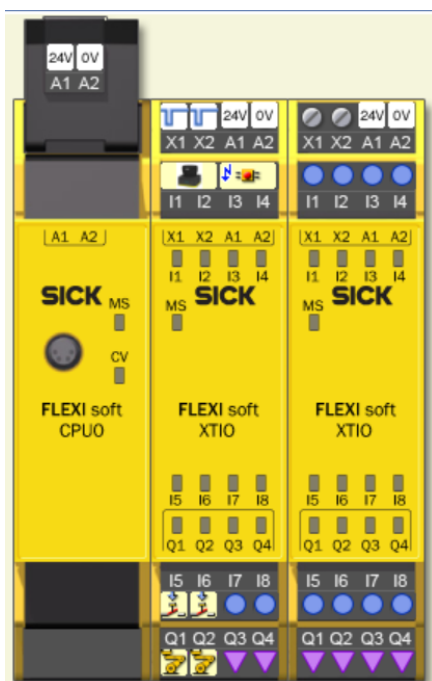 24V 0V
A1 A2
24V 0V
X1 X2 A1 A2
I1 I2 I3 I4
24V 0V
X1 X2 A1 A2
I1 I2 I3 I4
A1 A2
SICK
MS
CV
FLEXI soft
CPU0
X1 X2 A1 A2
I1 I2 I3 I4
MS
SICK
FLEXI soft
XTIO
I5 I6 I7 I8
Q1 Q2 Q3 Q4
X1 X2 A1 A2
I1 I2 I3 I4
MS
SICK
FLEXI soft
XTIO
I5 I6 I7 I8
Q1 Q2 Q3 Q4
I5 I6 I7 I8
Q1 Q2 Q3 Q4
I5 I6 I7 I8
Q1 Q2 Q3 Q4